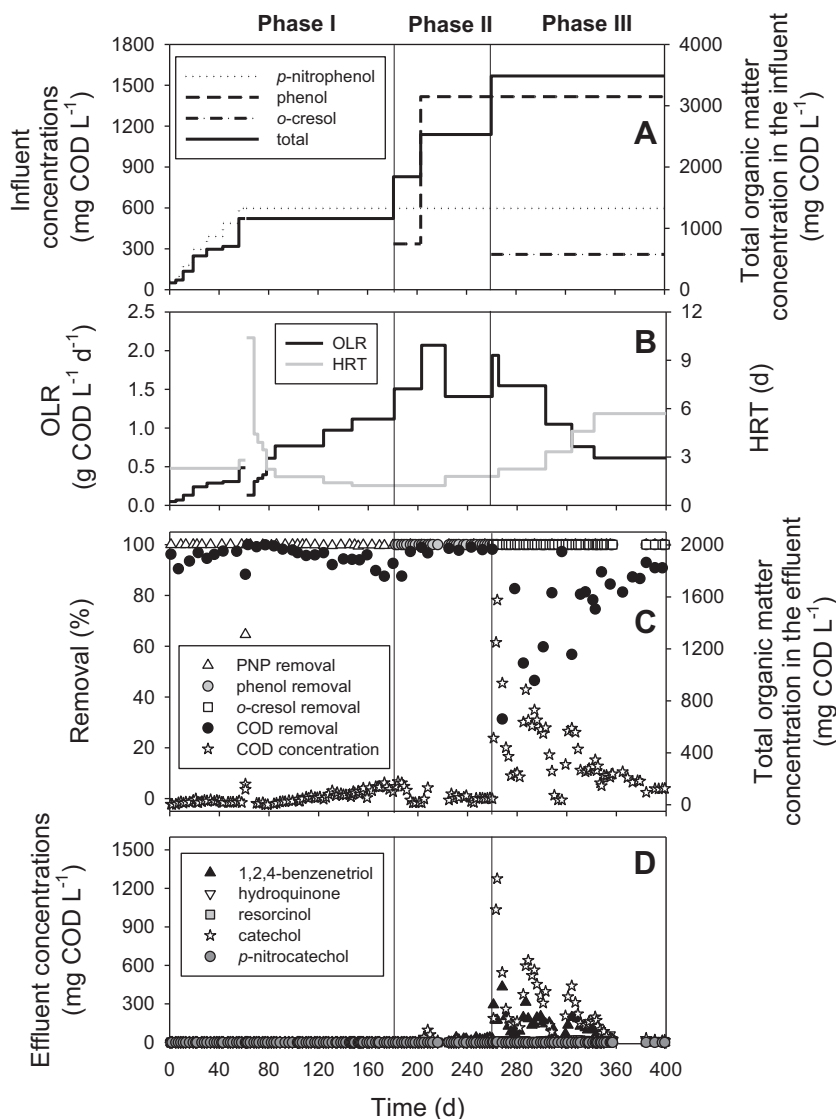 Phase I Phase II Phase III
1800 4000
1500
1200 3000
900 2000
600
300 1000
0 0
Influent
concentrations
(mg COD L-1)
p-nitrophenol
phenol
o-cresol
total
A
Total organic matter
concentration in the influent
(mg COD L-1)
2.5 12
2.0 9
1.5 6
1.0
0.5 3
0.0 0
OLR
(g COD L-1 d-1)
OLR
HRT
B
HRT (d)
100 2000
80 1600
60 1200
40 800
20 400
0 0
Removal (%)
PNP removal
phenol removal
o-cresol removal
COD removal
COD concentration
C
Total organic matter
concentration in the effluent
(mg COD L-1)
1500
1200
900
600
300
0
Effluent concentrations
(mg COD L-1)
1,2,4-benzenetriol
hydroquinone
resorcinol
catechol
p-nitrocatechol
D
0 40 80 120 160 200 240 280 320 360 400
Time (d)